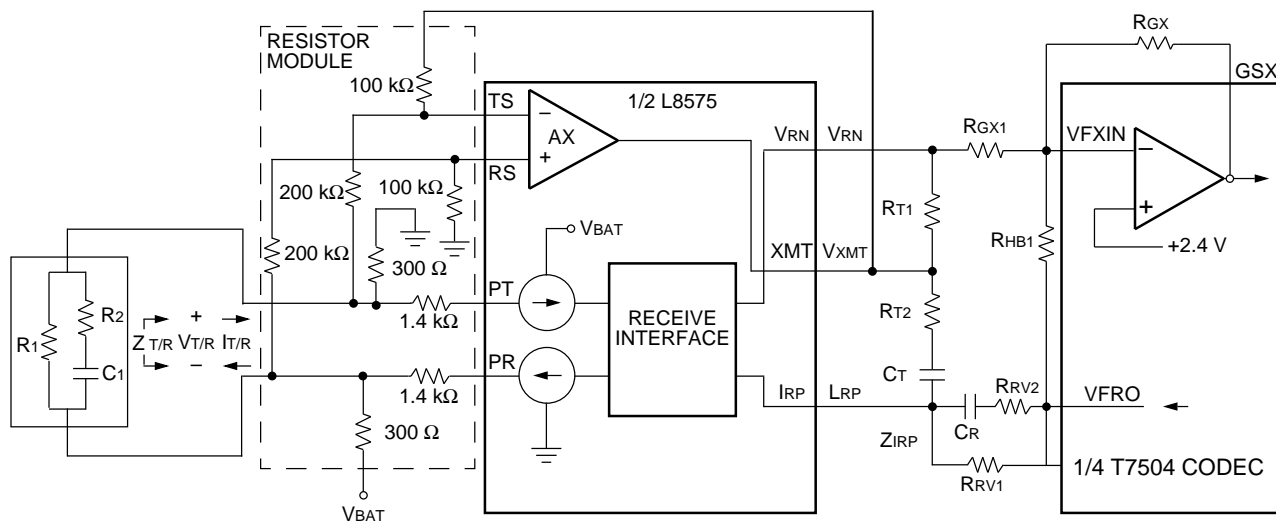 RGX
RESISTOR
MODULE
GSX
100 kΩ
TS
1/2 L8575
VRN
VRN
RGX1
VFXIN
AX
−
+
RS
−
+
200 kΩ
100 kΩ
RT1
RHB1
+2.4 V
VBAT
200 kΩ
300 Ω
XMT
VXMT
PT
R2
+
RT2
R1
Z T/R
VT/R
IT/R
1.4 kΩ
RECEIVE
INTERFACE
−
C1
PR
CT
RRV2
1.4 kΩ
IRP
LRP
VFRO
300 Ω
CR
ZIRP
1/4 T7504 CODEC
RRV1
VBAT